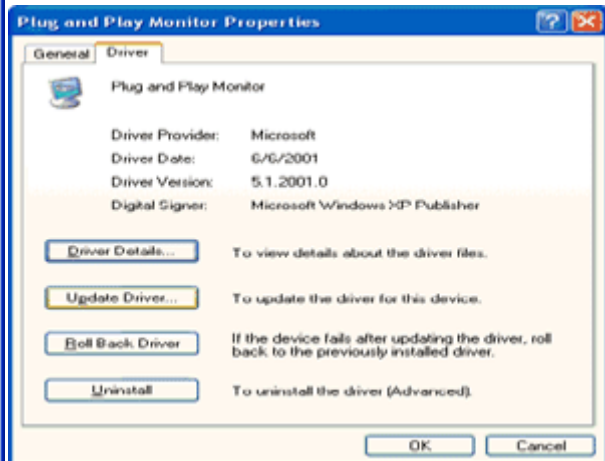 Plug and Play Monitor Properties
General Driver
Plug and Play Monitor
Driver Provider: Microsoft
Driver Date: 6/6/2001
Driver Version: 5.1.2001.0
Digital Signer: Microsoft Windows XP Publisher
Driver Details... To view details about the driver files.
Update Driver... To update the driver for this device.
Roll Back Driver If the device fails after updating the driver, roll
back to the previously installed driver.
Uninstall To uninstall the driver (Advanced).
OK Cancel